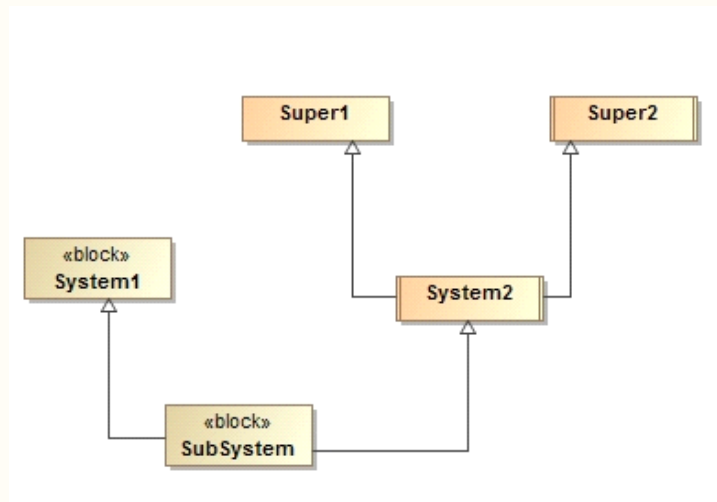 Super1
Super2
«block»
System1
System2
«block»
SubSystem